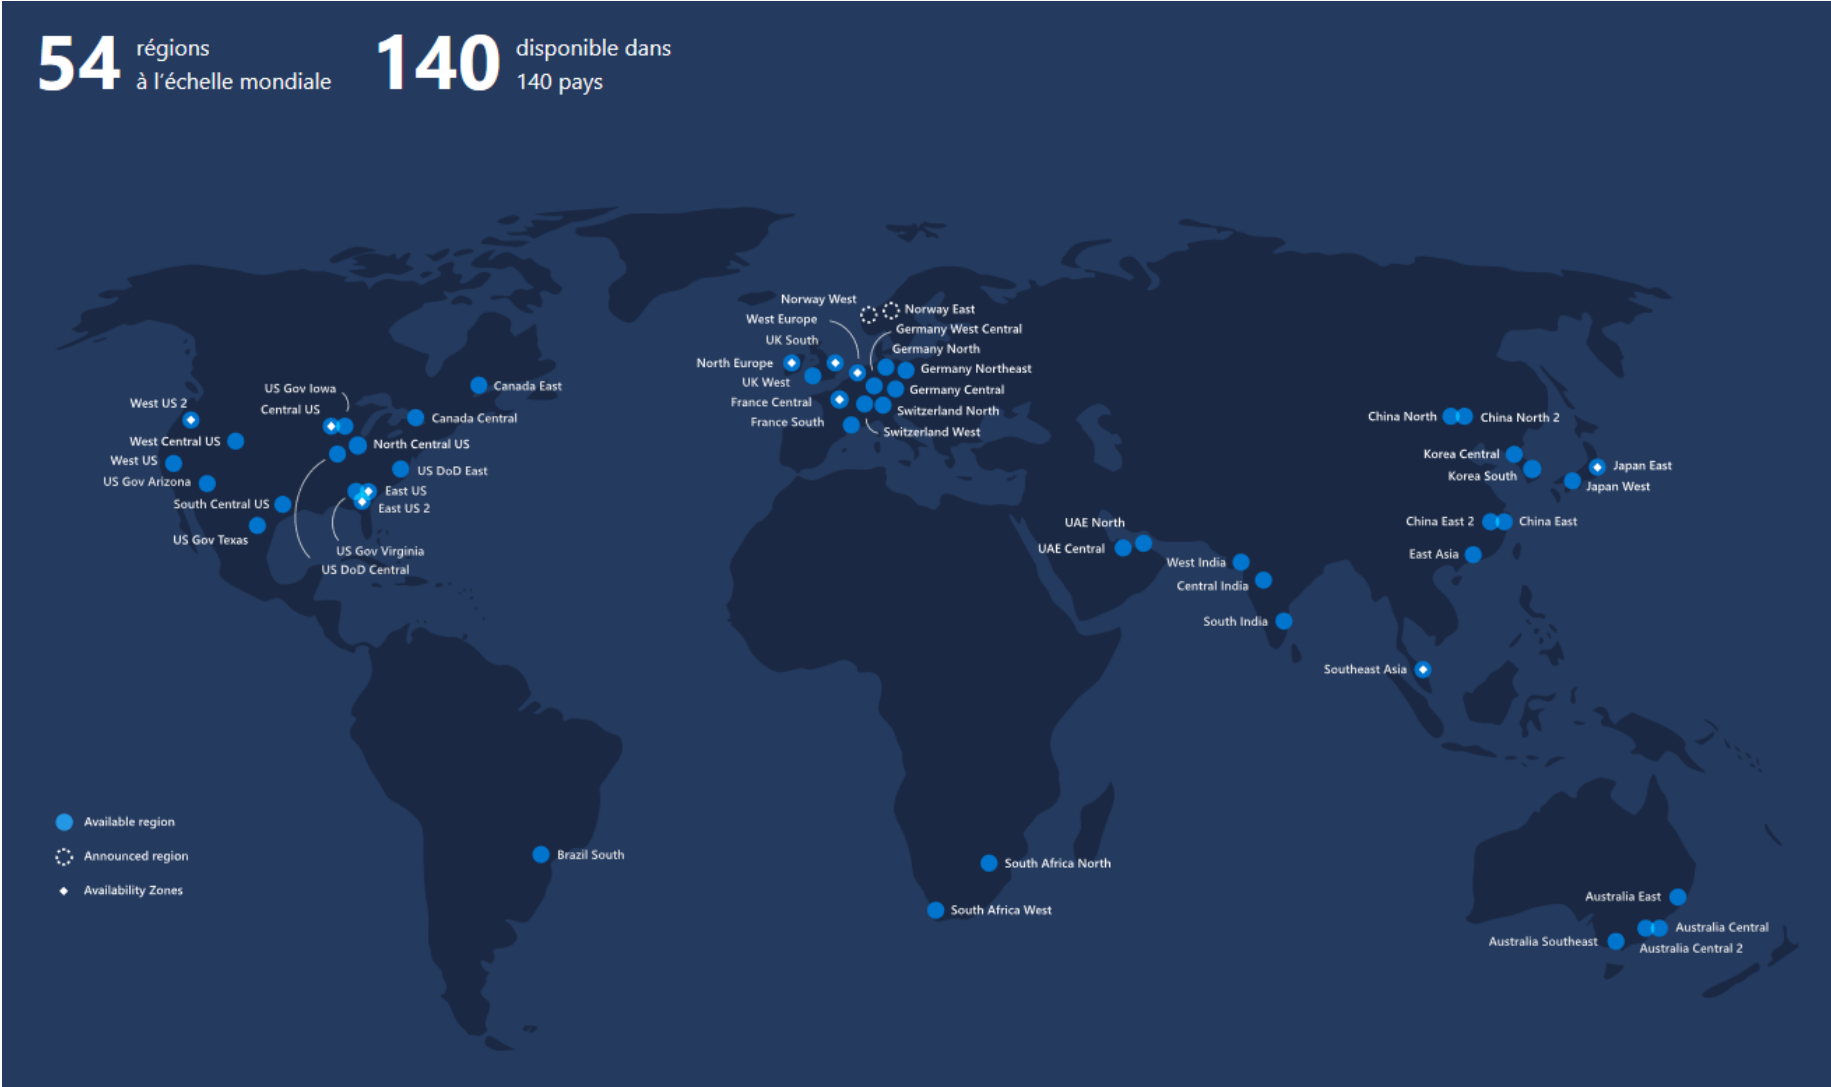 54 régions
à l'échelle mondiale
140 disponible dans
140 pays
Norway West
Norway East
West Europe
Germany West Central
UK South
Germany North
North Europe
Germany Northeast
UK West
Germany Central
France Central
Switzerland North
France South
Switzerland West
US Gov Iowa
Canada East
West US 2
Central US
Canada Central
West Central US
North Central US
West US
US DoD East
US Gov Arizona
East US
South Central US
East US 2
US Gov Texas
US Gov Virginia
US DoD Central
China North
China North 2
Korea Central
Japan East
Korea South
Japan West
China East 2
China East
East Asia
UAE North
UAE Central
West India
Central India
South India
Southeast Asia
Available region
Announced region
Availability Zones
Brazil South
South Africa North
South Africa West
Australia East
Australia Central
Australia Southeast
Australia Central 2